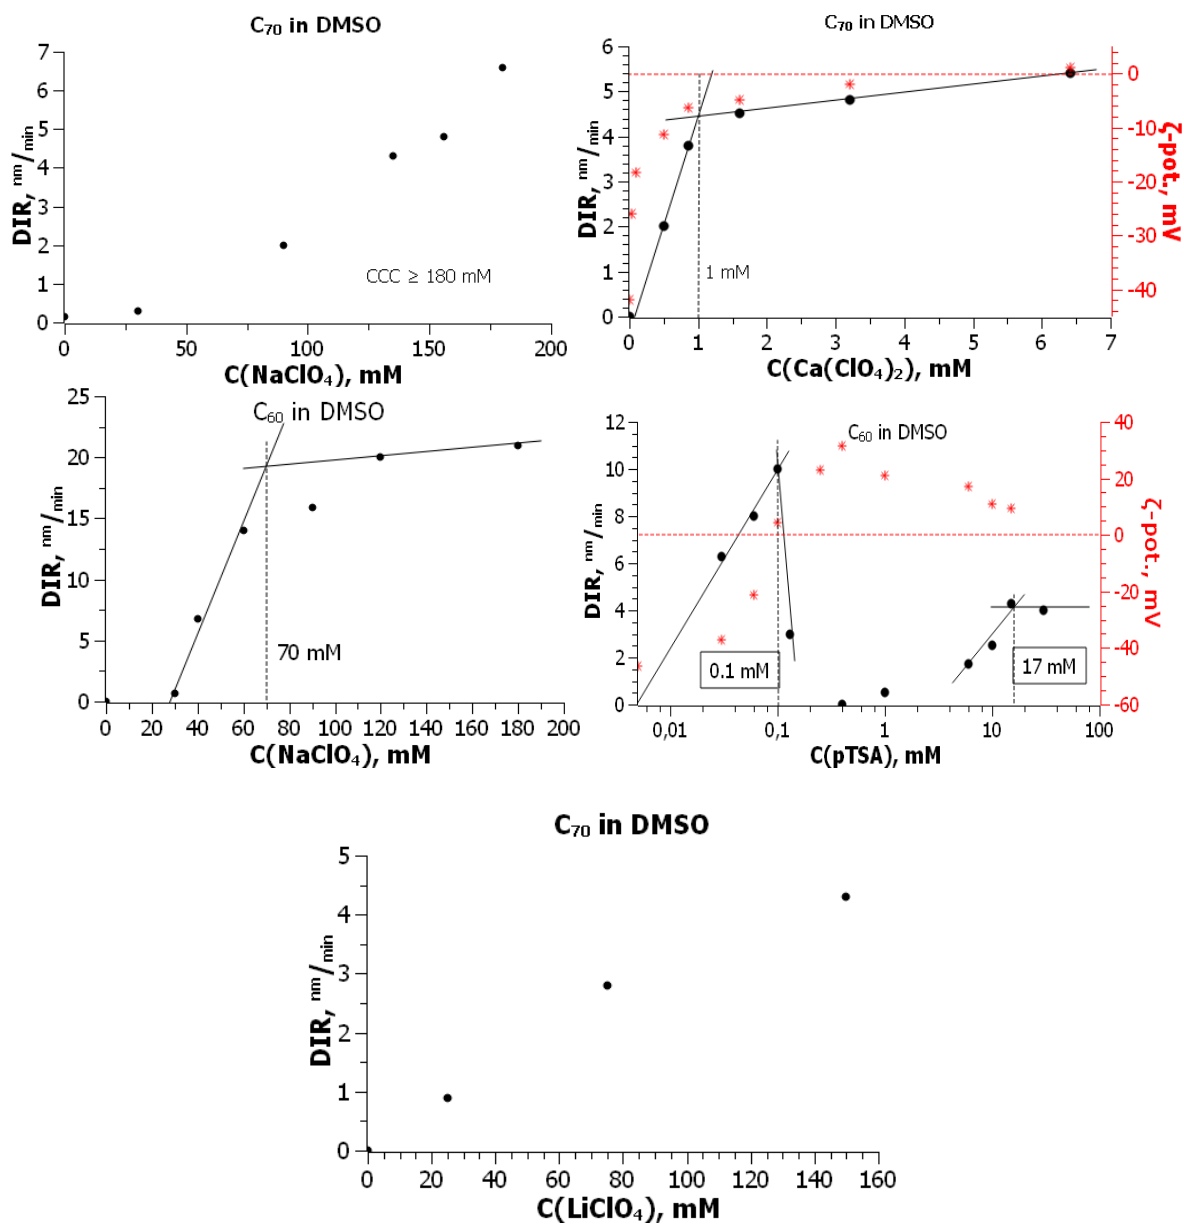 C₇₀ in DMSO
7
6
5
4
3
2
1
0
DIR, nm/min
CCC ≥ 180 mM
0 50 100 150 200
C(NaClO₄), mM
C₇₀ in DMSO
6
5
4
3
2
1
0
DIR, nm/min
1 mM
0
-10
-20
-30
-40
ζ-pot., mV
0 1 2 3 4 5 6 7
C(Ca(ClO₄)₂), mM
C₆₀ in DMSO
25
20
15
10
5
0
DIR, nm/min
70 mM
0 20 40 60 80 100 120 140 160 180 200
C(NaClO₄), mM
C₆₀ in DMSO
12
10
8
6
4
2
0
DIR, nm/min
0.1 mM
17 mM
40
20
0
-20
-40
-60
ζ-pot., mV
0,01 0,1 1 10 100
C(pTSA), mM
C₇₀ in DMSO
5
4
3
2
1
0
DIR, nm/min
0 20 40 60 80 100 120 140 160
C(LiClO₄), mM